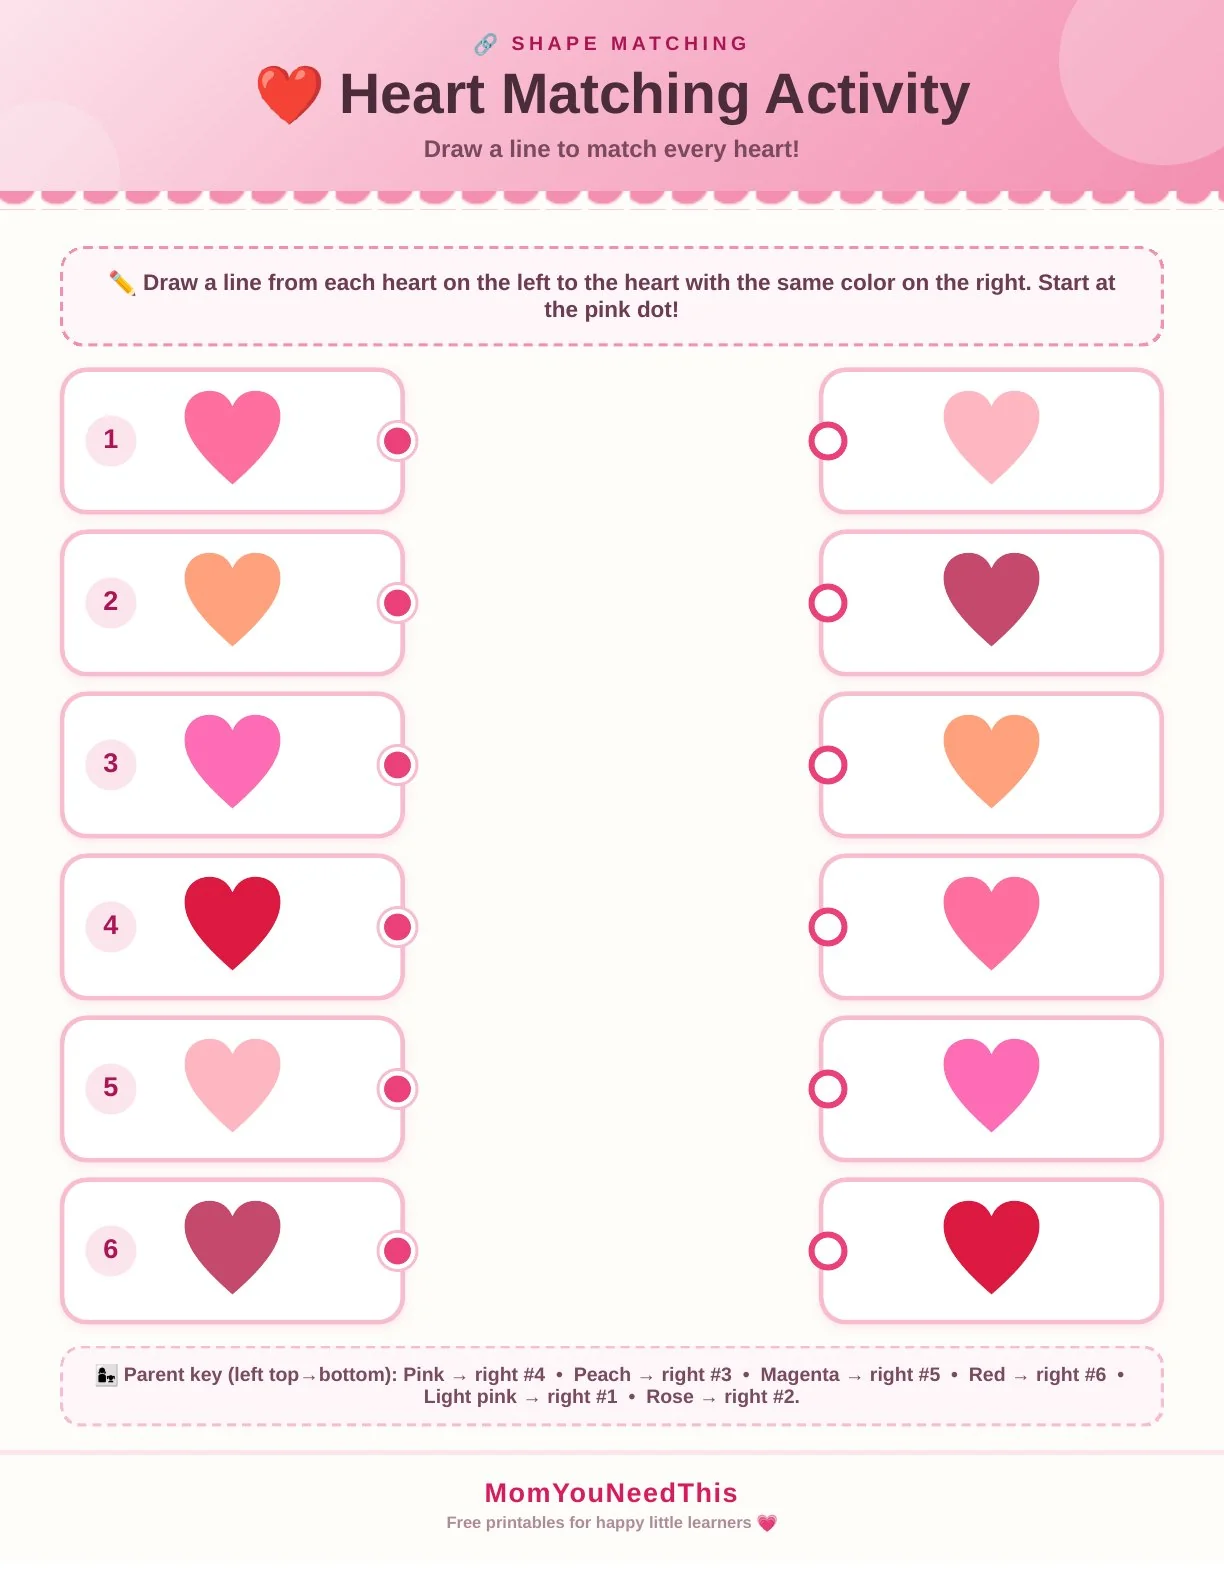 🔗 SHAPE MATCHING
❤️ Heart Matching Activity
Draw a line to match every heart!
✏️ Draw a line from each heart on the left to the heart with the same color on the right. Start at
the pink dot!
1
2
3
4
5
6
👩‍👧 Parent key (left top→bottom): Pink → right #4 • Peach → right #3 • Magenta → right #5 • Red → right #6 •
Light pink → right #1 • Rose → right #2.
MomYouNeedThis
Free printables for happy little learners 💗